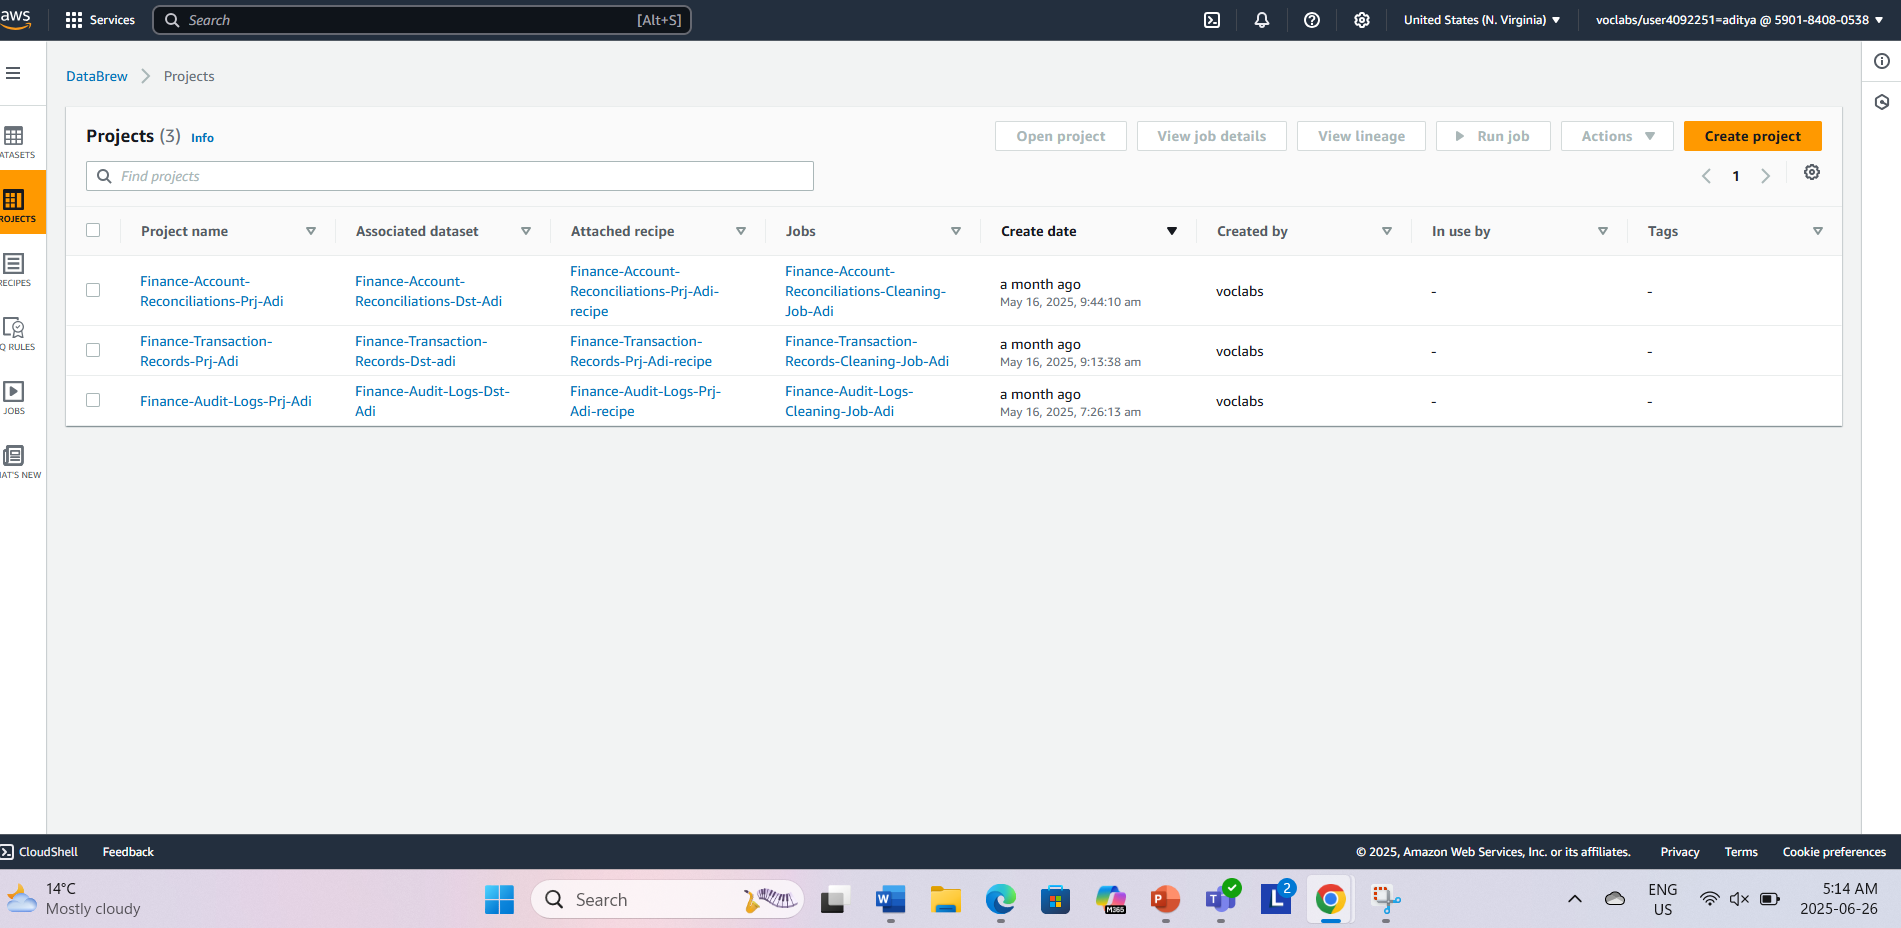 aws
Services
Search
[Alt+S]
United States (N. Virginia)
voclabs/user4092251=aditya @ 5901-8408-0538
DataBrew
Projects
ATASETS
ROJECTS
RECIPES
Q RULES
JOBS
HAT'S NEW
Projects (3)
Info
Open project
View job details
View lineage
Run job
Actions
Create project
Find projects
1
Project name
Associated dataset
Attached recipe
Jobs
Create date
Created by
In use by
Tags
Finance-Account-
Reconciliations-Prj-Adi
Finance-Account-
Reconciliations-Dst-Adi
Finance-Account-
Reconciliations-Prj-Adi-
recipe
Finance-Account-
Reconciliations-Cleaning-
Job-Adi
a month ago
May 16, 2025, 9:44:10 am
voclabs
-
-
Finance-Transaction-
Records-Prj-Adi
Finance-Transaction-
Records-Dst-adi
Finance-Transaction-
Records-Prj-Adi-recipe
Finance-Transaction-
Records-Cleaning-Job-Adi
a month ago
May 16, 2025, 9:13:38 am
voclabs
-
-
Finance-Audit-Logs-Prj-Adi
Finance-Audit-Logs-Dst-
Adi
Finance-Audit-Logs-Prj-
Adi-recipe
Finance-Audit-Logs-
Cleaning-Job-Adi
a month ago
May 16, 2025, 7:26:13 am
voclabs
-
-
CloudShell
Feedback
© 2025, Amazon Web Services, Inc. or its affiliates.
Privacy
Terms
Cookie preferences
14°C
Mostly cloudy
Search
W
M365
P
T
L
2
ENG
US
5:14 AM
2025-06-26